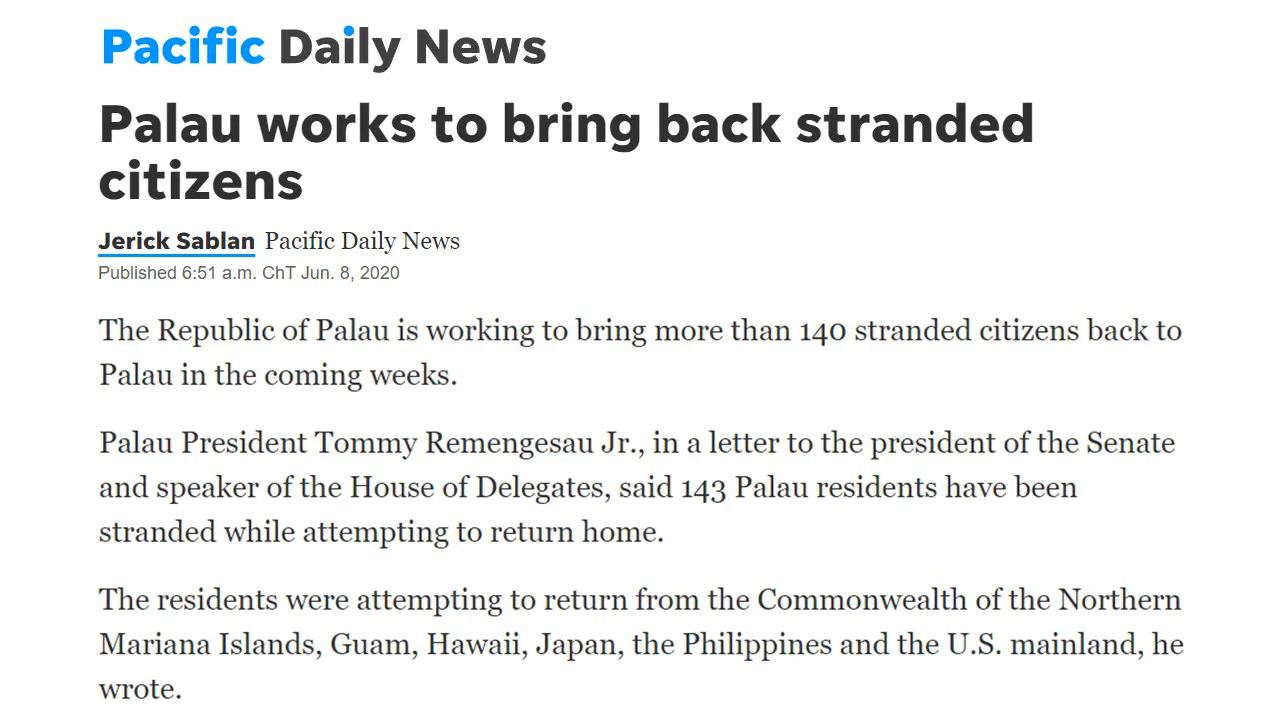 Pacific Daily News
Palau works to bring back stranded
citizens
Jerick Sablan Pacific Daily News
Published 6:51 a.m. ChT Jun. 8, 2020
The Republic of Palau is working to bring more than 140 stranded citizens back to
Palau in the coming weeks.
Palau President Tommy Remengesau Jr., in a letter to the president of the Senate
and speaker of the House of Delegates, said 143 Palau residents have been
stranded while attempting to return home.
The residents were attempting to return from the Commonwealth of the Northern
Mariana Islands, Guam, Hawaii, Japan, the Philippines and the U.S. mainland, he
wrote.